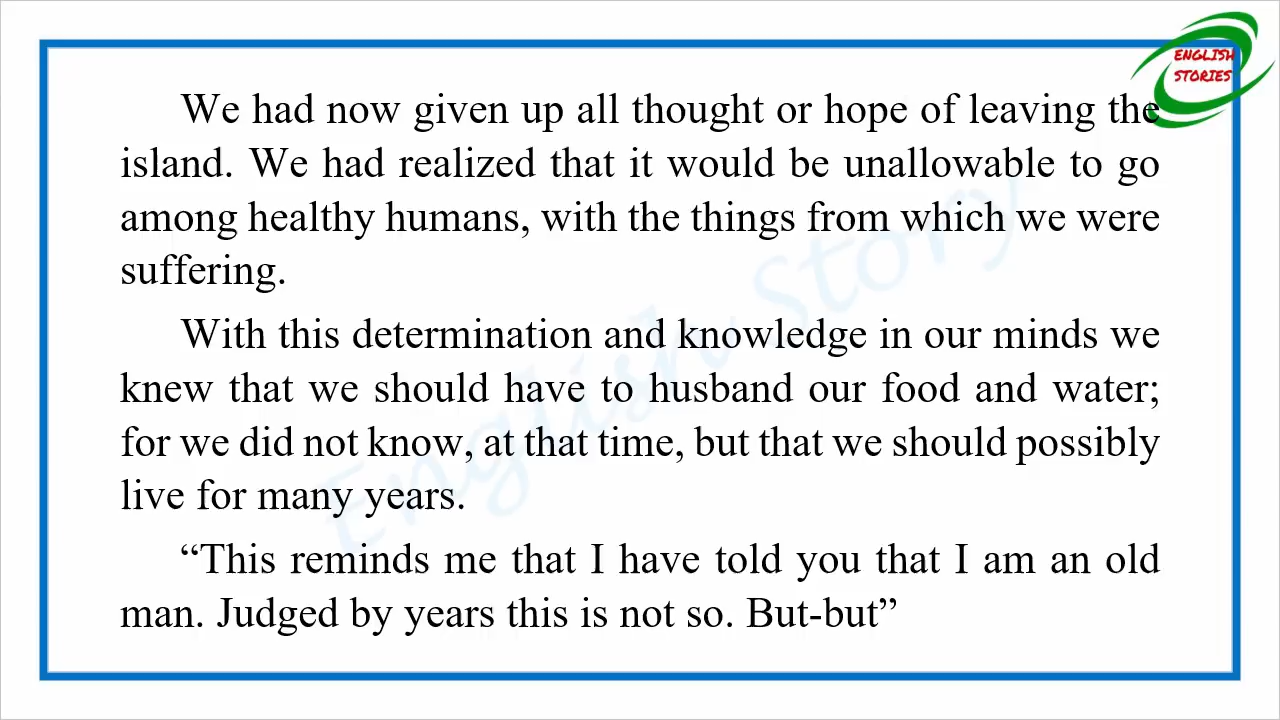 ENGLISH
STORIES
We had now given up all thought or hope of leaving the
island. We had realized that it would be unallowable to go
among healthy humans, with the things from which we were
suffering.
With this determination and knowledge in our minds we
knew that we should have to husband our food and water;
for we did not know, at that time, but that we should possibly
live for many years.
“This reminds me that I have told you that I am an old
man. Judged by years this is not so. But-but”
English Story